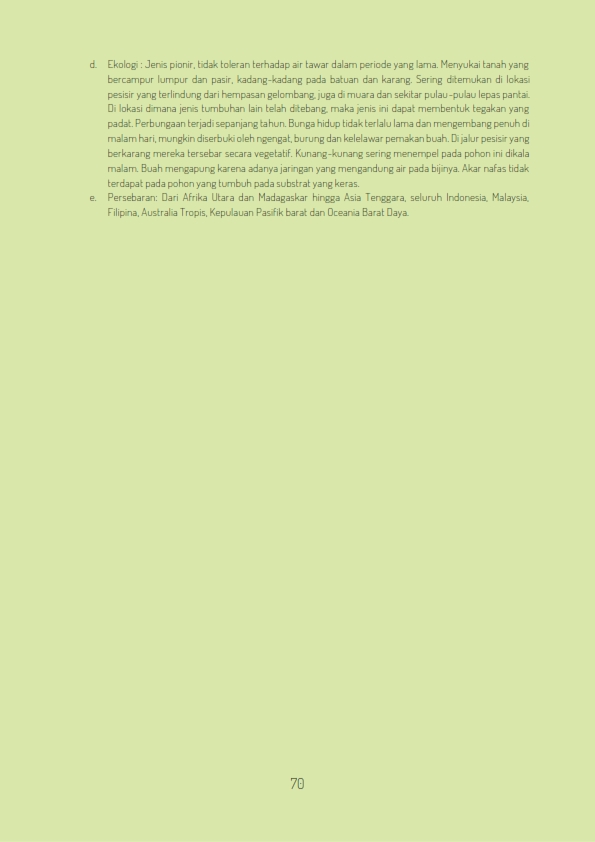 d. Ekologi : Jenis pionir, tidak toleran terhadap air tawar dalam periode yang lama. Menyukai tanah yang
bercampur lumpur dan pasir, kadang-kadang pada batuan dan karang. Sering ditemukan di lokasi
pesisir yang terlindung dari hempasan gelombang, juga di muara dan sekitar pulau-pulau lepas pantai.
Di lokasi dimana jenis tumbuhan lain telah ditebang, maka jenis ini dapat membentuk tegakan yang
padat. Perbungaan terjadi sepanjang tahun. Bunga hidup tidak terlalu lama dan mengembang penuh di
malam hari, mungkin diserbuki oleh ngengat, burung dan kelelawar pemakan buah. Di jalur pesisir yang
berkarang mereka tersebar secara vegetatif. Kunang-kunang sering menempel pada pohon ini dikala
malam. Buah mengapung karena adanya jaringan yang mengandung air pada bijinya. Akar nafas tidak
terdapat pada pohon yang tumbuh pada substrat yang keras.
e. Persebaran: Dari Afrika Utara dan Madagaskar hingga Asia Tenggara, seluruh Indonesia, Malaysia,
Filipina, Australia Tropis, Kepulauan Pasifik barat dan Oceania Barat Daya.
70